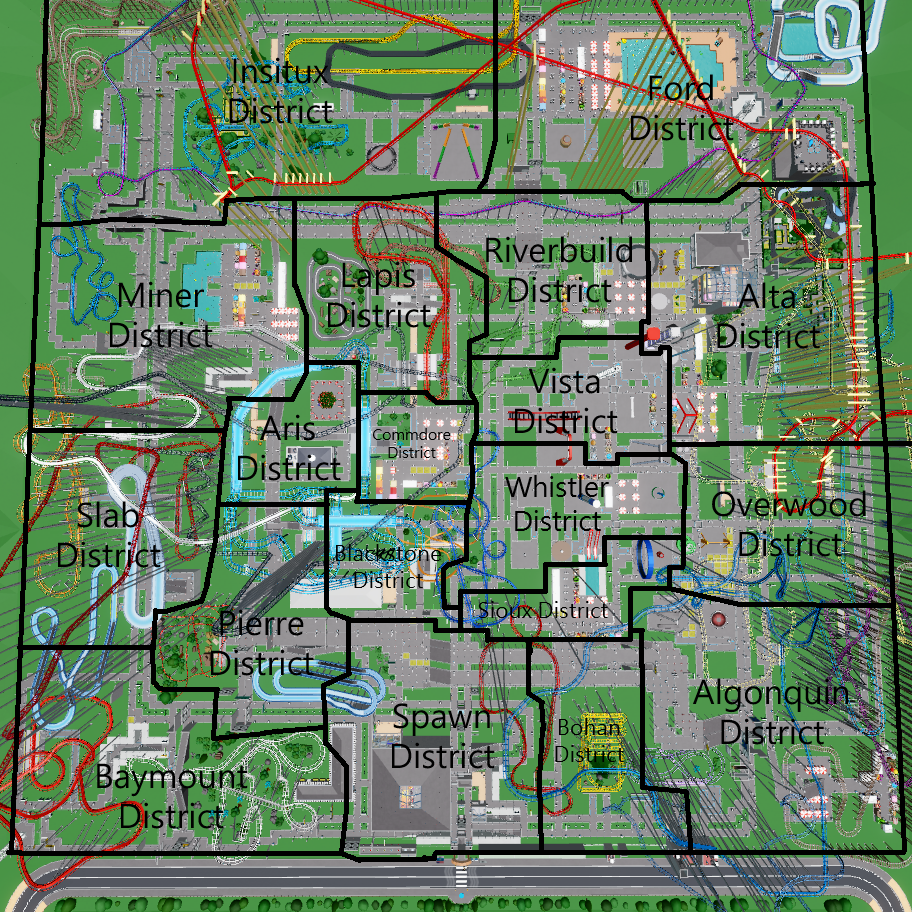 Insitux
District
Ford
District
Riverbuild
District
Lapis
District
Miner
District
Alta
District
Vista
District
Aris
District
Commdore
District
Whistler
District
Overwood
District
Slab
District
Blackstone
District
Sioux District
Pierre
District
Algonquin
District
Spawn
District
Bohan
District
Baymount
District